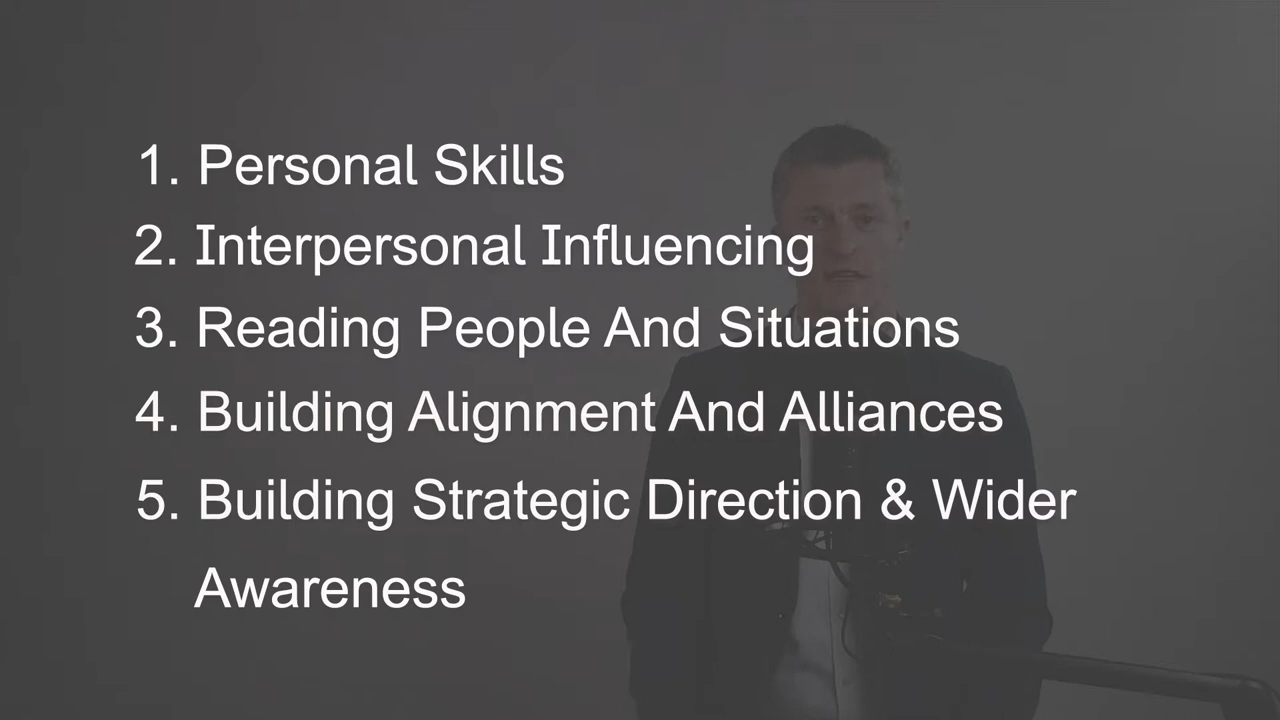 1. Personal Skills
2. Interpersonal Influencing
3. Reading People And Situations
4. Building Alignment And Alliances
5. Building Strategic Direction & Wider
Awareness